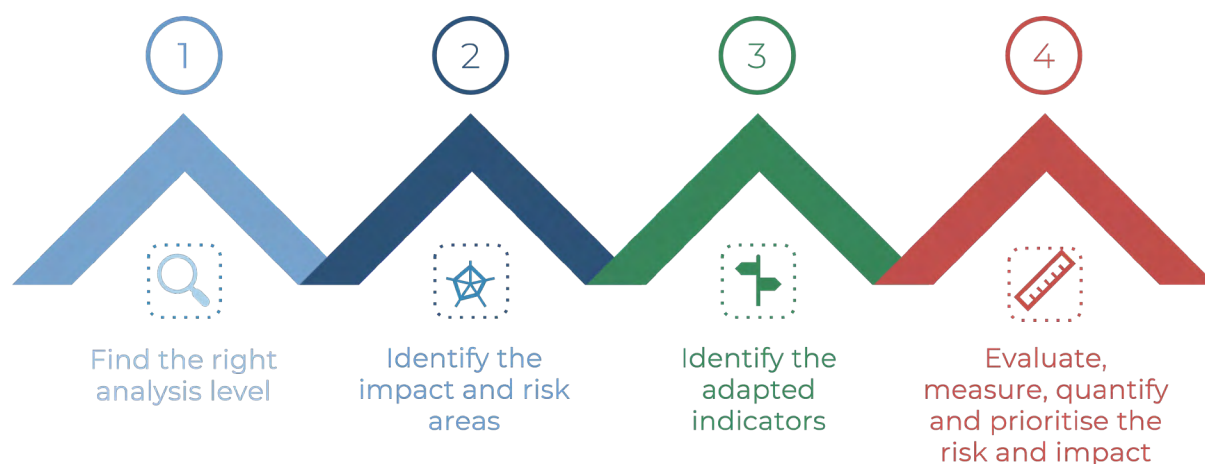 1
2
3
4
Find the right
analysis level
Identify the
impact and risk
areas
Identify the
adapted
indicators
Evaluate,
measure, quantify
and prioritise the
risk and impact